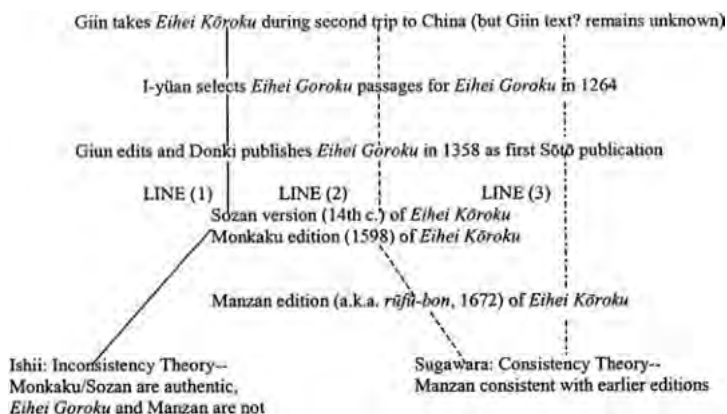 Giin takes Eihei Kōroku during second trip to China (but Giin text? remains unknown)
I-yüan selects Eihei Goroku passages for Eihei Goroku in 1264
Giun edits and Donki publishes Eihei Goroku in 1358 as first Sōtō publication
LINE (1) LINE (2) LINE (3)
Sozan version (14th c.) of Eihei Kōroku
Monkaku edition (1598) of Eihei Kōroku
Manzan edition (a.k.a. rūfū-bon, 1672) of Eihei Kōroku
Ishii: Inconsistency Theory--
Monkaku/Sozan are authentic,
Eihei Goroku and Manzan are not
Sugawara: Consistency Theory--
Manzan consistent with earlier editions